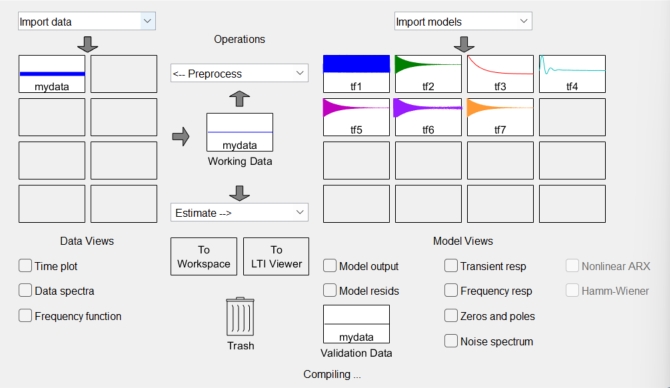 Import data
Import models
Operations
<-- Preprocess
mydata
tf1
tf2
tf3
tf4
tf5
tf6
tf7
mydata
Working Data
Estimate -->
Data Views
To
Workspace
To
LTI Viewer
Model Views
Time plot
Data spectra
Frequency function
Model output
Transient resp
Nonlinear ARX
Model resids
Frequency resp
Hamm-Wiener
Zeros and poles
Noise spectrum
Trash
mydata
Validation Data
Compiling ...